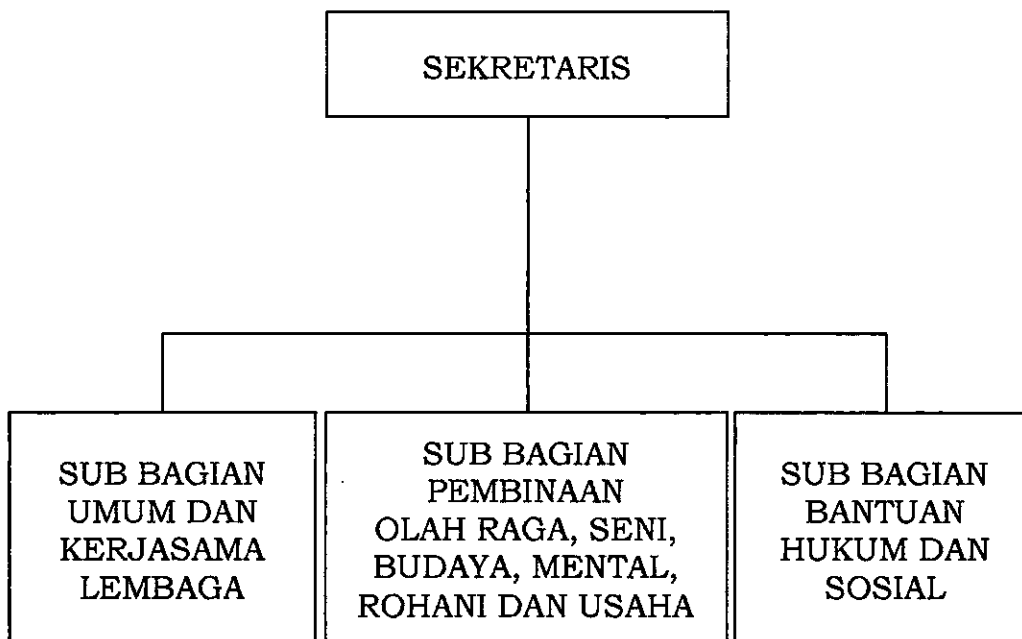 SEKRETARIS
SUB BAGIAN
UMUM DAN
KERJASAMA
LEMBAGA
SUB BAGIAN
PEMBINAAN
OLAH RAGA, SENI,
BUDAYA, MENTAL,
ROHANI DAN USAHA
SUB BAGIAN
BANTUAN
HUKUM DAN
SOSIAL